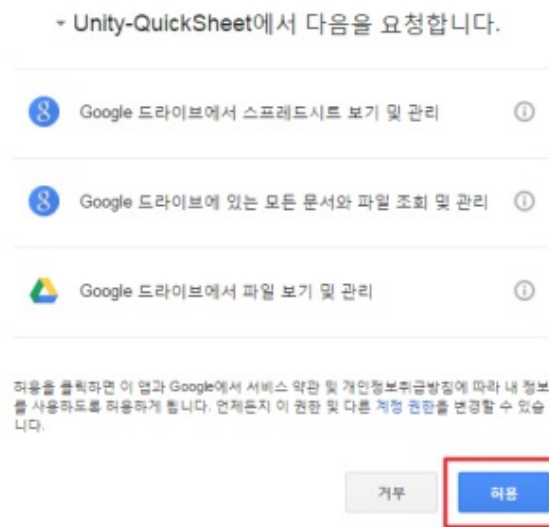 Unity-QuickSheet에서 다음을 요청합니다.
Google 드라이브에서 스프레드시트 보기 및 관리
Google 드라이브에 있는 모든 문서와 파일 조회 및 관리
Google 드라이브에서 파일 보기 및 관리
허용을 클릭하면 이 앱과 Google에서 서비스 약관 및 개인정보취급방침에 따라 내 정보
를 사용하도록 허용하게 됩니다. 언제든지 이 권한 및 다른 계정 권한을 변경할 수 있습
니다.
거부
허용